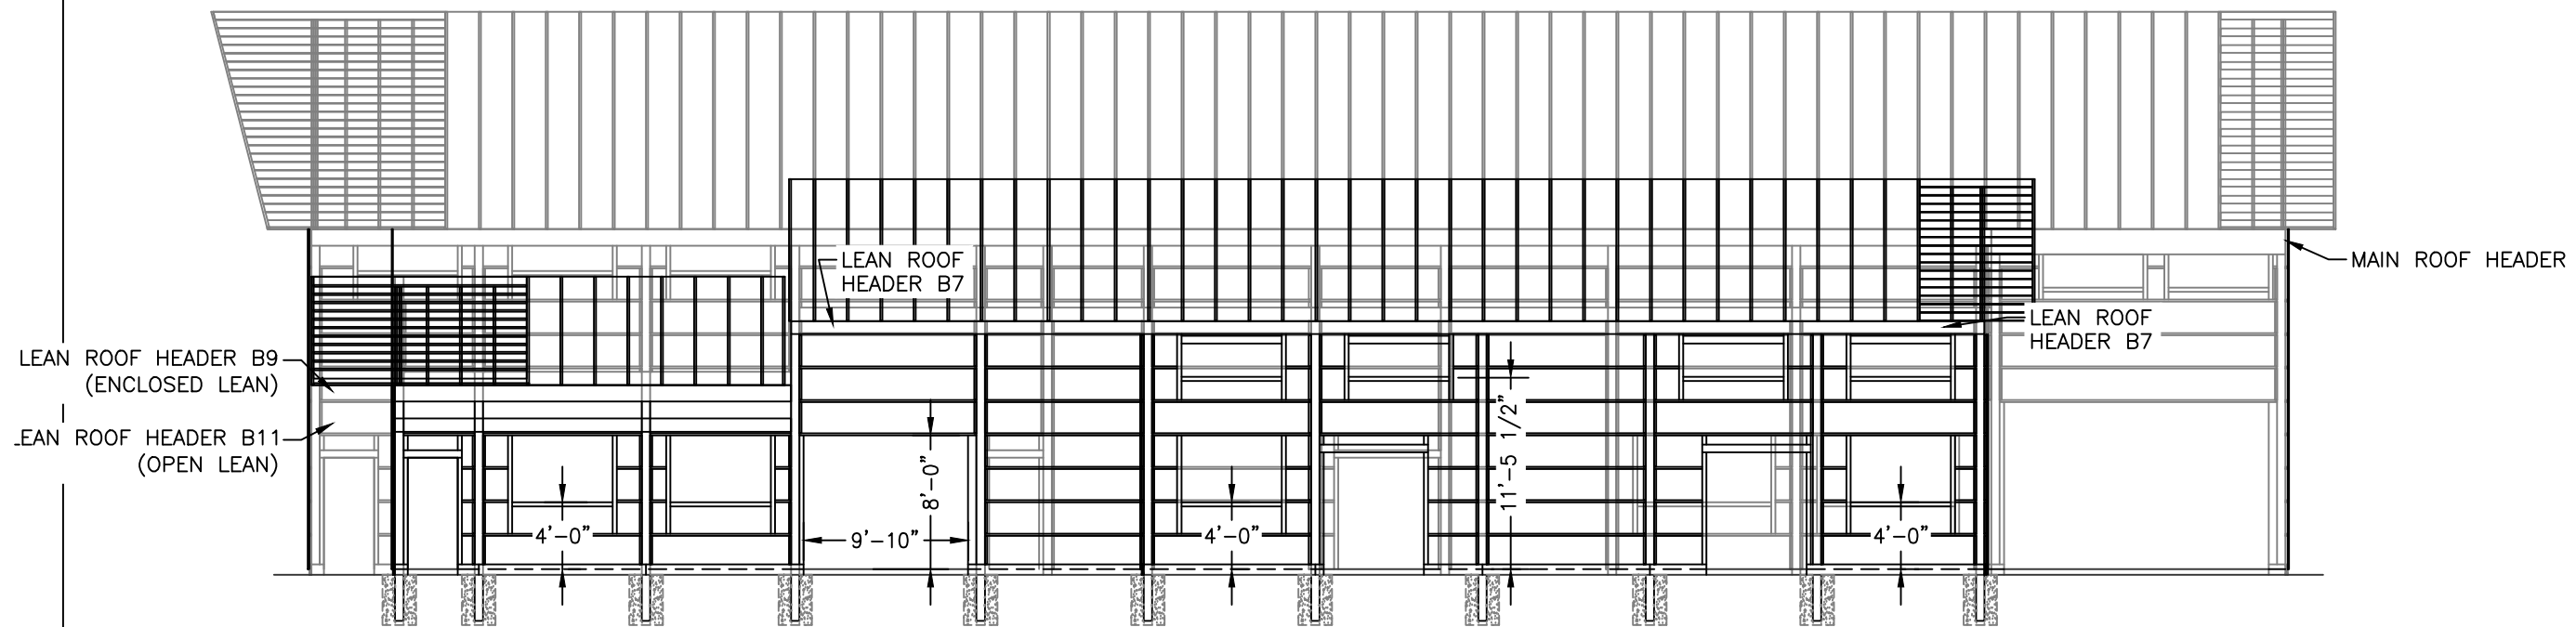 LEAN ROOF
HEADER B7
MAIN ROOF HEADER
LEAN ROOF
HEADER B7
LEAN ROOF HEADER B9
(ENCLOSED LEAN)
LEAN ROOF HEADER B11
(OPEN LEAN)
11'-5 1/2"
8'-0"
4'-0"
9'-10"
4'-0"
4'-0"